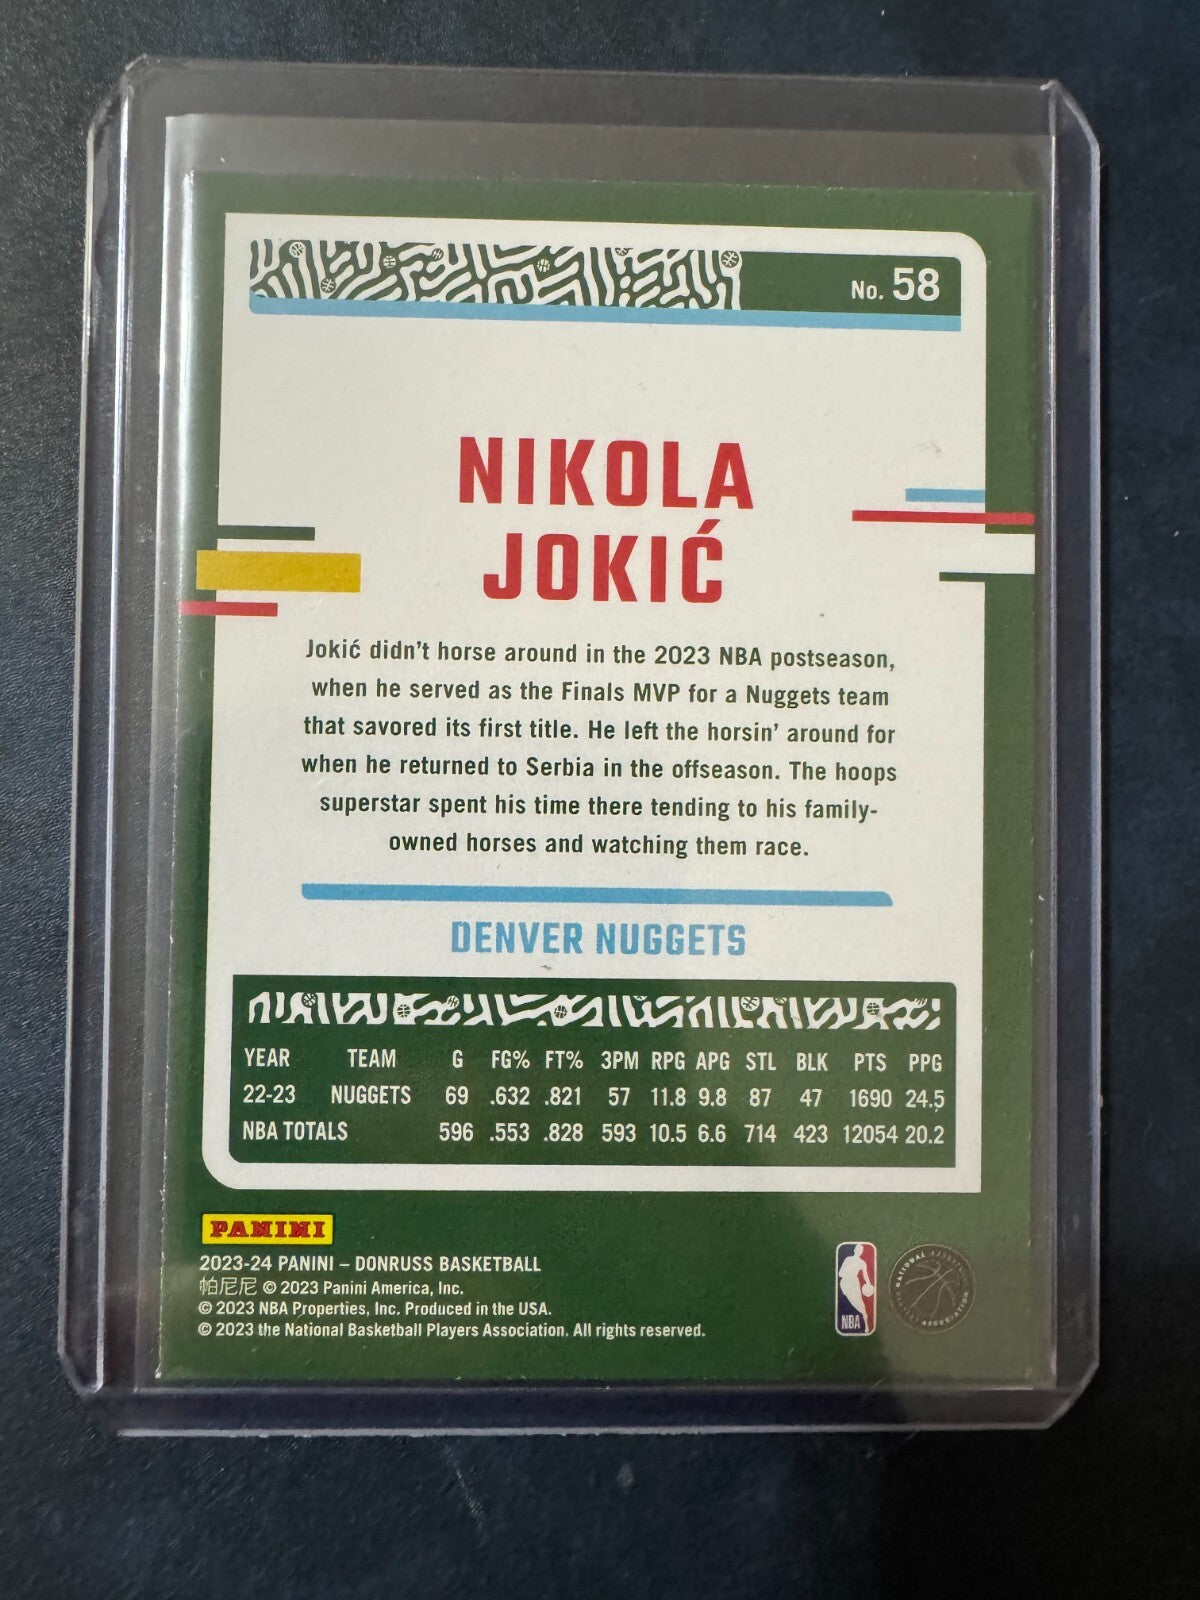 No. 58
NIKOLA
JOKIĆ
Jokić didn't horse around in the 2023 NBA postseason,
when he served as the Finals MVP for a Nuggets team
that savored its first title. He left the horsin' around for
when he returned to Serbia in the offseason. The hoops
superstar spent his time there tending to his family-
owned horses and watching them race.
DENVER NUGGETS
YEAR TEAM G FG% FT% 3PM RPG APG STL BLK PTS PPG
22-23 NUGGETS 69 .632 .821 57 11.8 9.8 87 47 1690 24.5
NBA TOTALS 596 .553 .828 593 10.5 6.6 714 423 12054 20.2
PANINI
2023-24 PANINI – DONRUSS BASKETBALL
帕尼尼 © 2023 Panini America, Inc.
© 2023 NBA Properties, Inc. Produced in the USA.
© 2023 the National Basketball Players Association. All rights reserved.
NBA
NATIONAL BASKETBALL PLAYERS ASSOCIATION